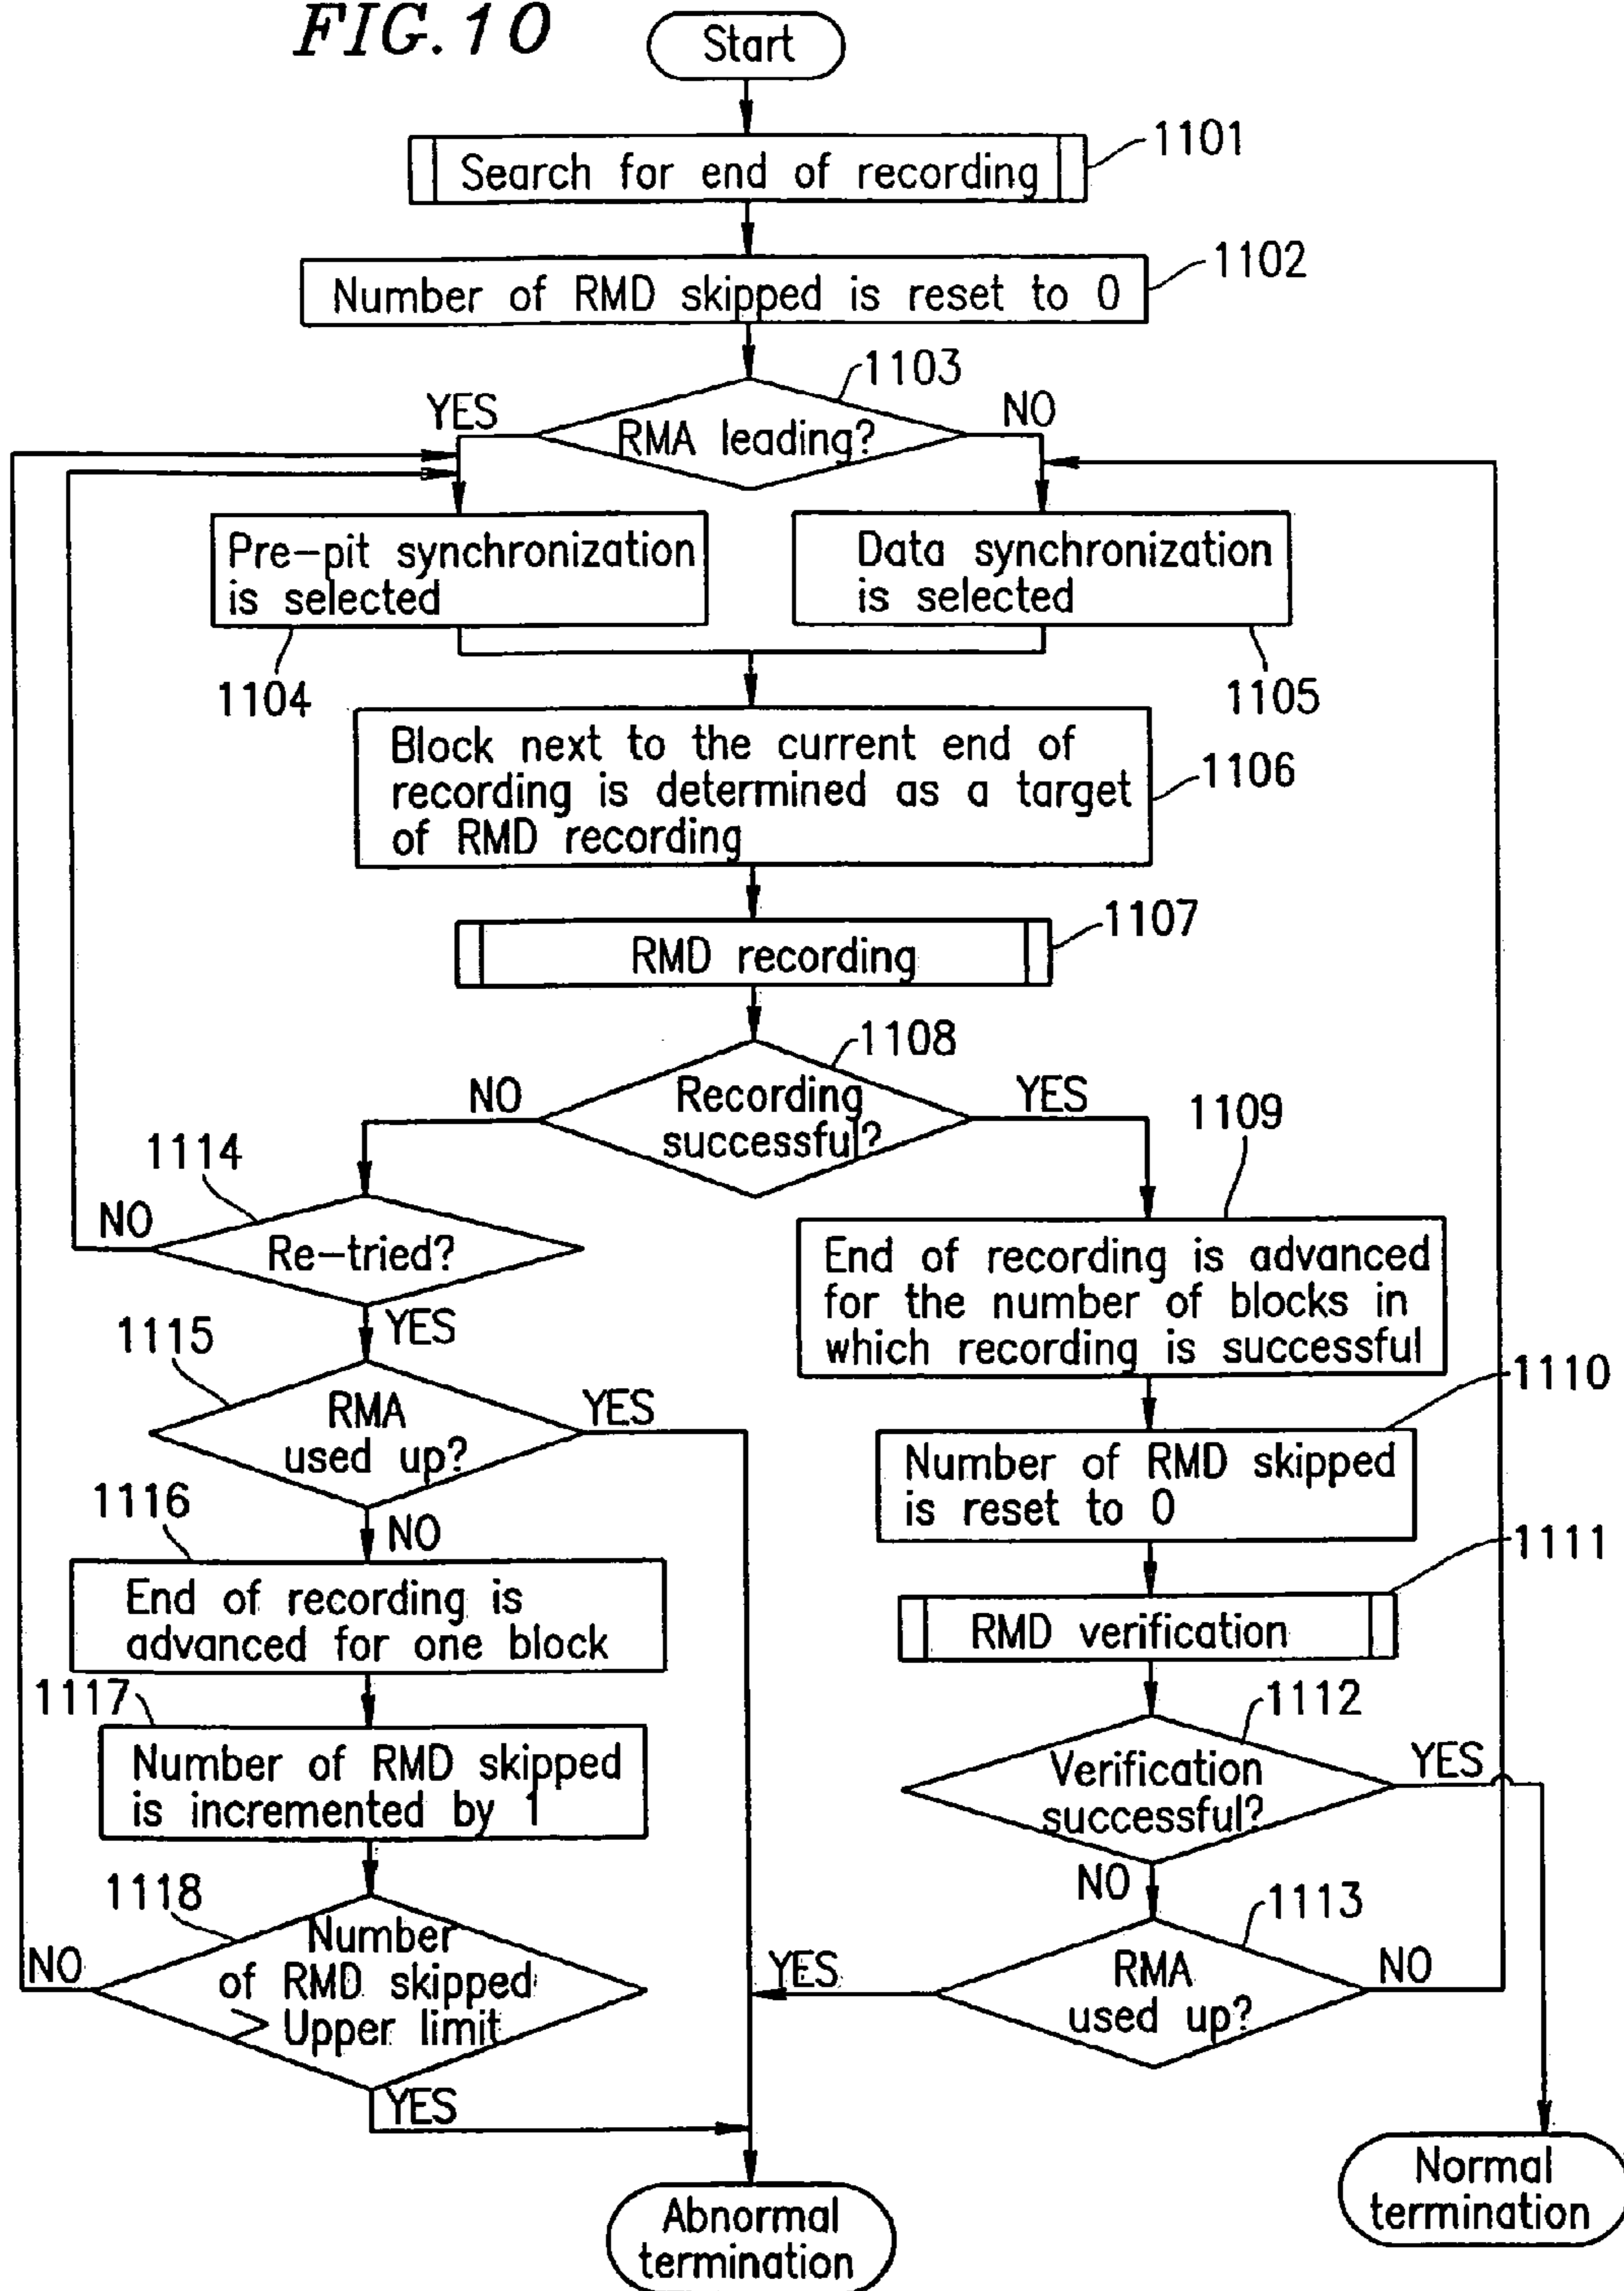 FIG.10
Start
1101
Search for end of recording
1102
Number of RMD skipped is reset to 0
1103
YES
NO
RMA leading?
Pre-pit synchronization
is selected
Data synchronization
is selected
1104
1105
Block next to the current end of
recording is determined as a target
of RMD recording
1106
1107
RMD recording
1108
NO
Recording
successful?
YES
1109
1114
NO
Re-tried?
YES
End of recording is advanced
for the number of blocks in
which recording is successful
1115
RMA
used up?
YES
1110
Number of RMD skipped
is reset to 0
1116
NO
1111
End of recording is
advanced for one block
RMD verification
1117
1112
Number of RMD skipped
is incremented by 1
Verification
successful?
YES
NO
1118
1113
Number
of RMD skipped
> Upper limit
NO
YES
RMA
used up?
NO
YES
Normal
termination
Abnormal
termination